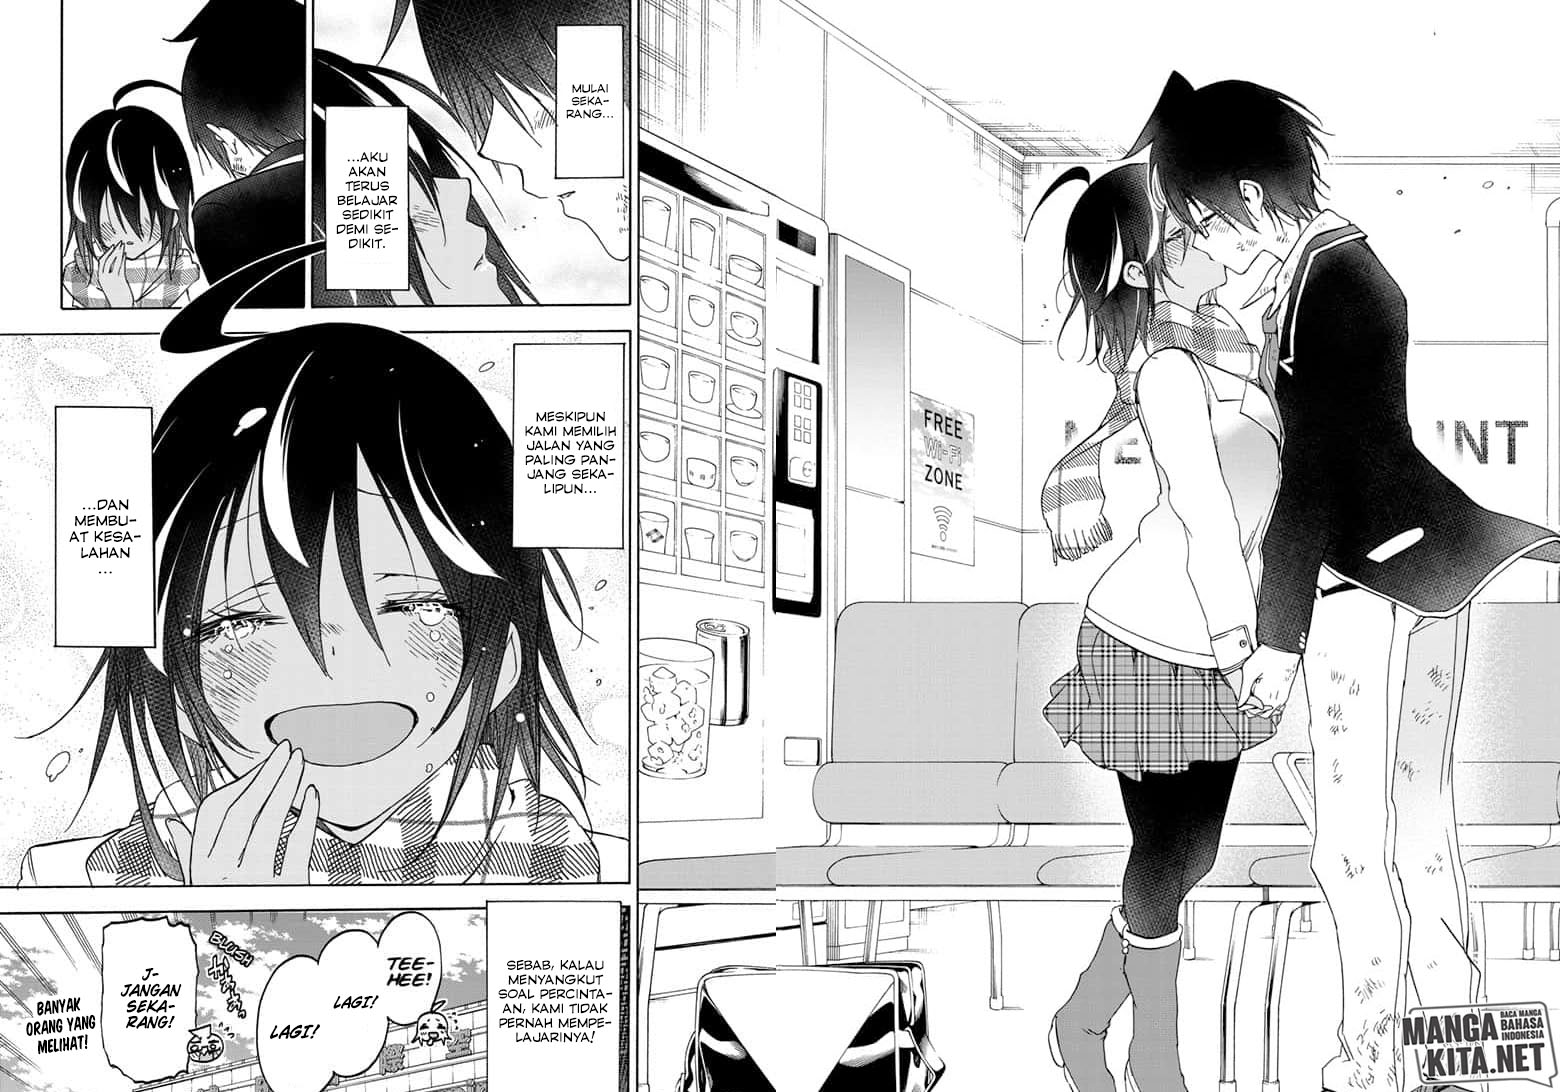 FREE
Wi-Fi
ZONE
INT
MULAI
SEKA-
RANG...
...AKU
AKAN
TERUS
BELAJAR
SEDIKIT
DEMI SE-
DIKIT.
MESKIPUN
KAMI MEMILIH
JALAN YANG
PALING PAN-
JANG SEKA-
LIPUN...
...DAN
MEMBU-
AT KESA-
LAHAN
...
SEBAB, KALAU
MENYANGKUT
SOAL PERCINTA-
AN, KAMI TIDAK
PERNAH MEMPE-
LAJARINYA!
TEE-
HEE!
LAGI!
LAGI!
BLUSH
J-
JANGAN
SEKA-
RANG!
BANYAK
ORANG YANG
MELIHAT!
MANGA
KITA.NET
BACA MANGA
BAHASA
INDONESIA